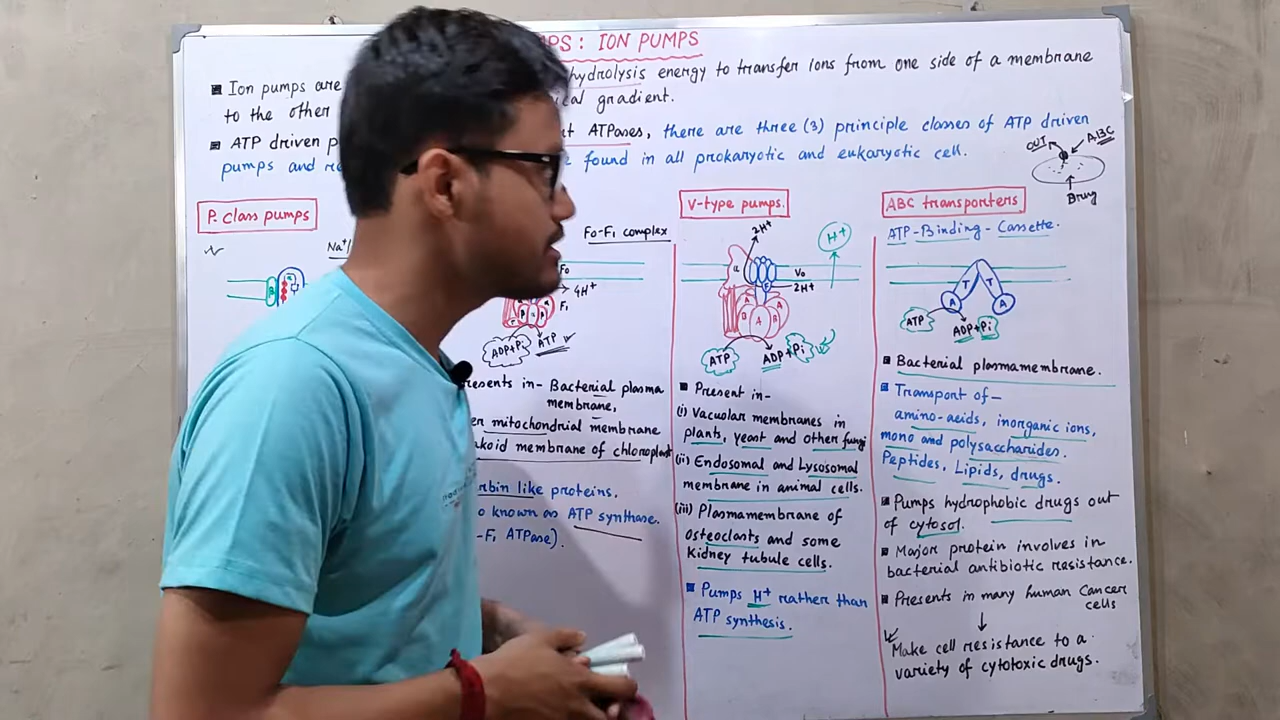 PS: ION PUMPS
Ion pumps are hydrolysis energy to transfer Ions from one side of a membrane
to the other cal gradient.
ATP driven p t ATPases, there are three (3) principle classes of ATP driven
pumps and found in all prokaryotic and eukaryotic cell.
OUT
ABC
Drug
P. class pumps
Na+/
Fo-F1 complex
Fo
4H+
F1
ADP+Pi
ATP
resents in- Bacterial plasma
membrane,
er mitochondrial membrane
akoid membrane of chloroplast
rbin like proteins.
o known as ATP synthase.
-F1 ATPase).
V-type pumps.
2H+
H+
a
Vo
2H+
A
A
B
A
B
ATP
ADP+Pi
Present in-
(i) Vacuolar membranes in
plants, yeast and other fungi
(ii) Endosomal and Lysosomal
membrane in animal cells.
(iii) Plasmamembrane of
osteoclasts and some
kidney tubule cells.
Pumps H+ rather than
ATP synthesis.
ABC transporters
ATP-Binding-Cassette.
T T
A A
ATP
ADP+Pi
Bacterial plasmamembrane.
Transport of-
amino-acids, inorganic ions,
mono and polysaccharides.
Peptides, Lipids, drugs.
Pumps hydrophobic drugs out
of cytosol.
Major protein involves in
bacterial antibiotic resistance.
Presents in many human Cancer
cells
Make cell resistance to a
variety of cytotoxic drugs.